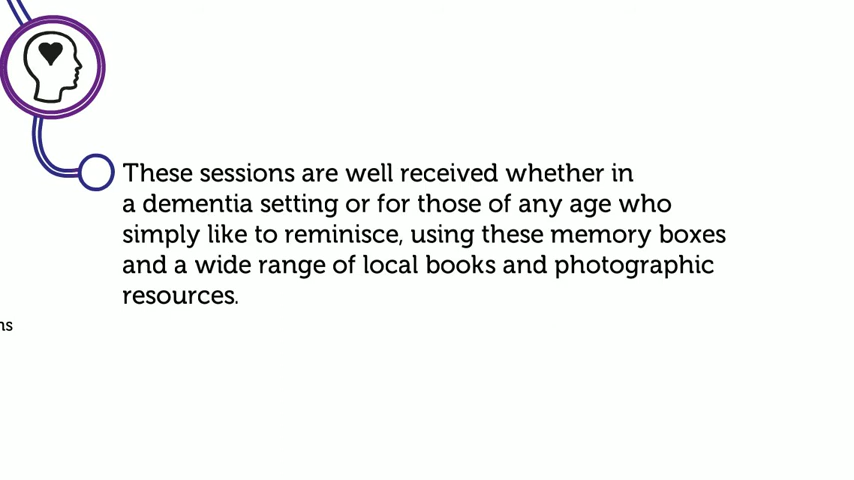 These sessions are well received whether in
a dementia setting or for those of any age who
simply like to reminisce, using these memory boxes
and a wide range of local books and photographic
resources.